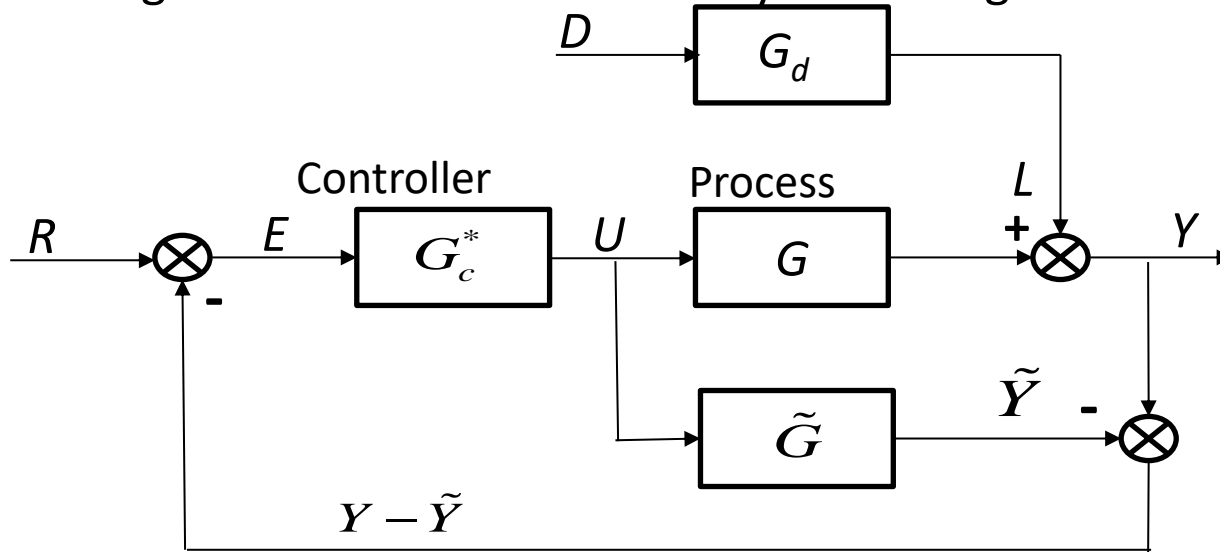 D
G_d
Controller
Process
L
R
E
G_c^*
U
G
+
Y
-
G̃
Ỹ
-
Y − Ỹ